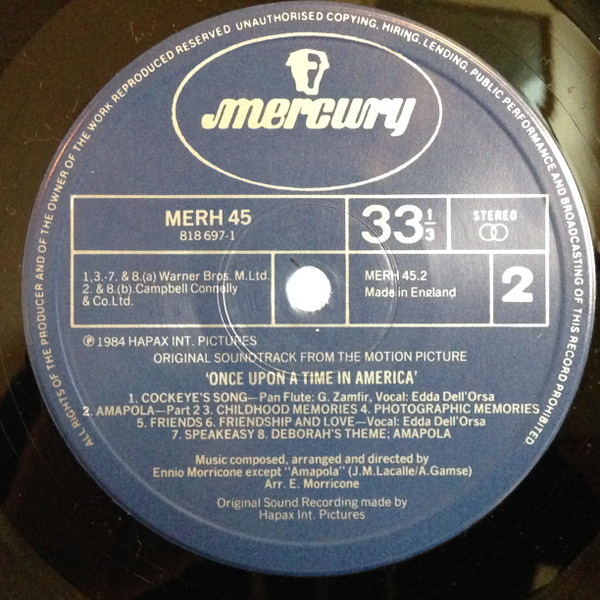 ALL RIGHTS OF THE PRODUCER AND OF THE OWNER OF THE WORK REPRODUCED RESERVED UNAUTHORISED COPYING, HIRING, LENDING, PUBLIC PERFORMANCE AND BROADCASTING OF THIS RECORD PROHIBITED
mercury
MERH 45
818 697-1
33 1/3
STEREO
1,3.-7. & 8.(a) Warner Bros. M.Ltd.
2. & 8.(b).Campbell Connelly
& Co.Ltd.
MERH 45.2
Made in England
2
℗ 1984 HAPAX INT. PICTURES
ORIGINAL SOUNDTRACK FROM THE MOTION PICTURE
'ONCE UPON A TIME IN AMERICA'
1. COCKEYE'S SONG—Pan Flute: G. Zamfir, Vocal: Edda Dell'Orsa
2. AMAPOLA—Part 2 3. CHILDHOOD MEMORIES 4. PHOTOGRAPHIC MEMORIES
5. FRIENDS 6. FRIENDSHIP AND LOVE—Vocal: Edda Dell'Orsa
7. SPEAKEASY 8. DEBORAH'S THEME; AMAPOLA
Music composed, arranged and directed by
Ennio Morricone except "Amapola" (J.M.Lacalle/A.Gamse)
Arr. E. Morricone
Original Sound Recording made by
Hapax Int. Pictures